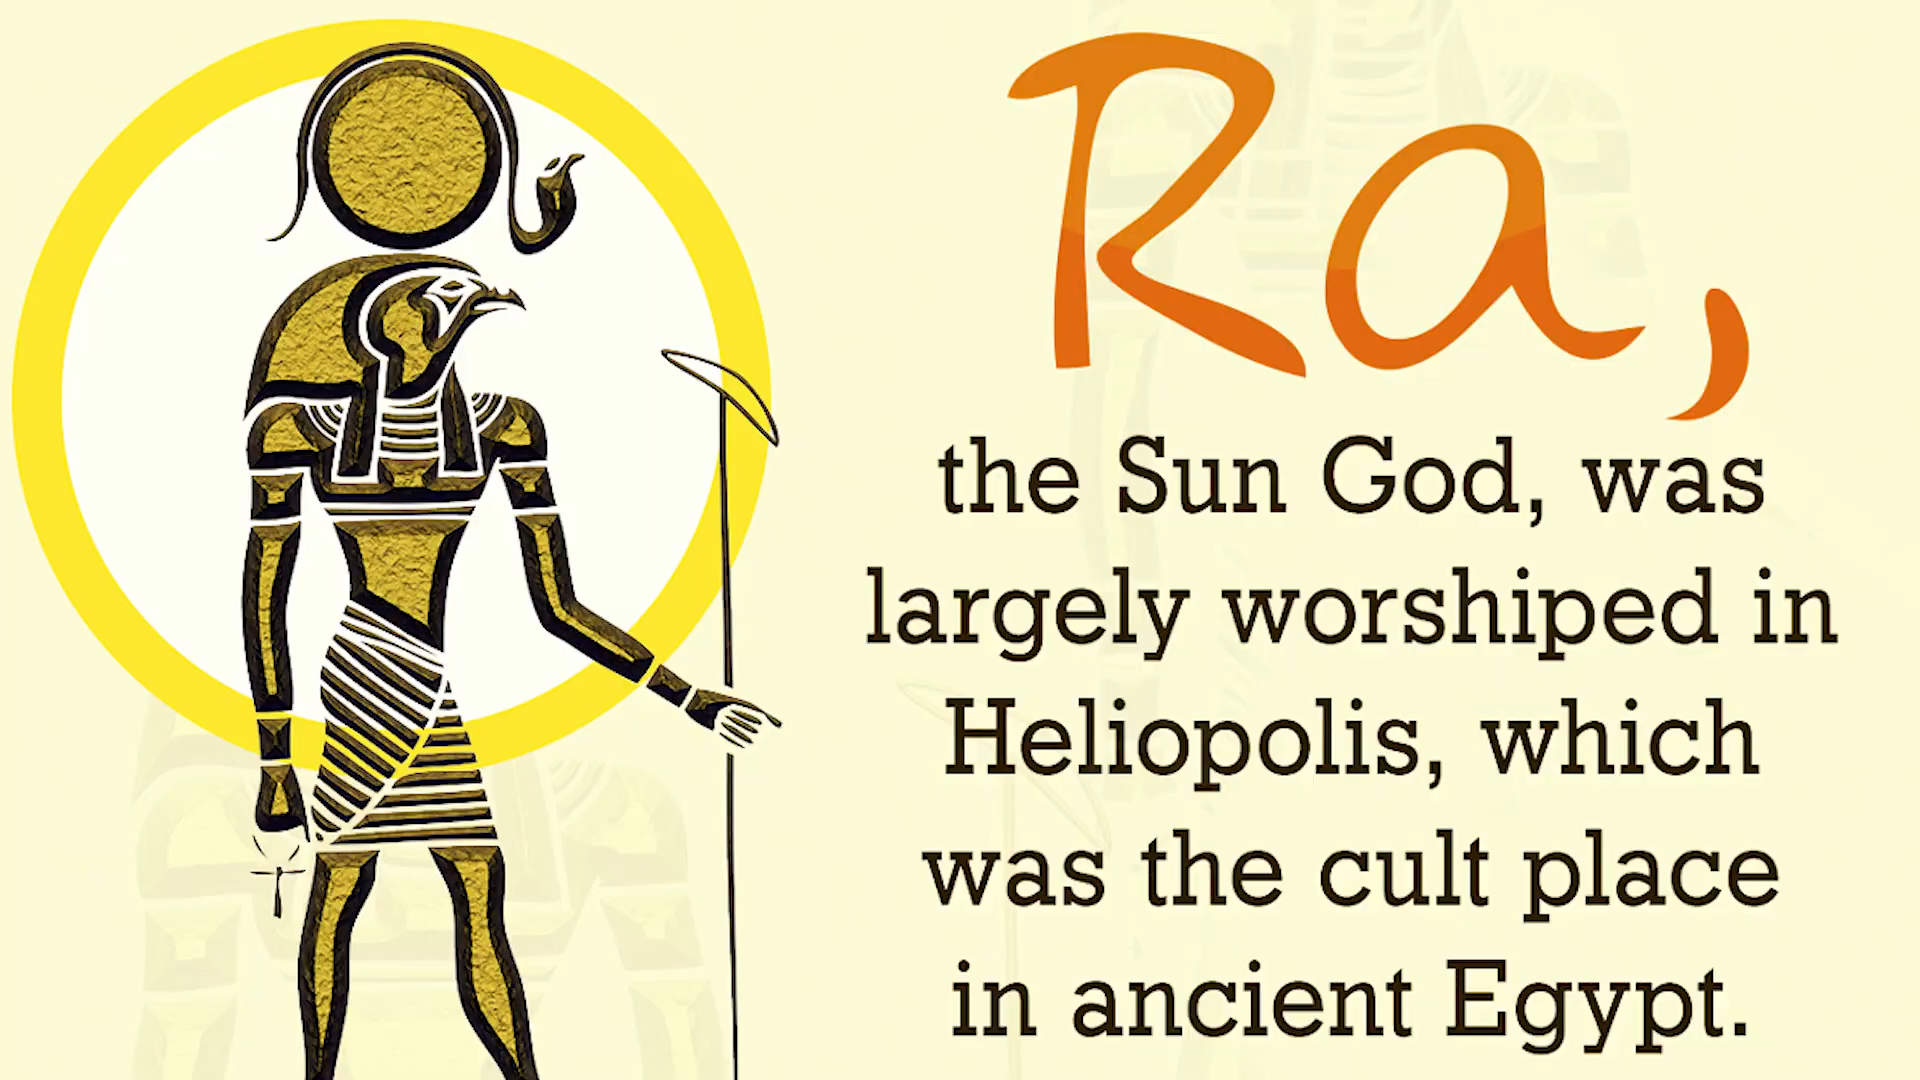 Ra,
the Sun God, was
largely worshiped in
Heliopolis, which
was the cult place
in ancient Egypt.